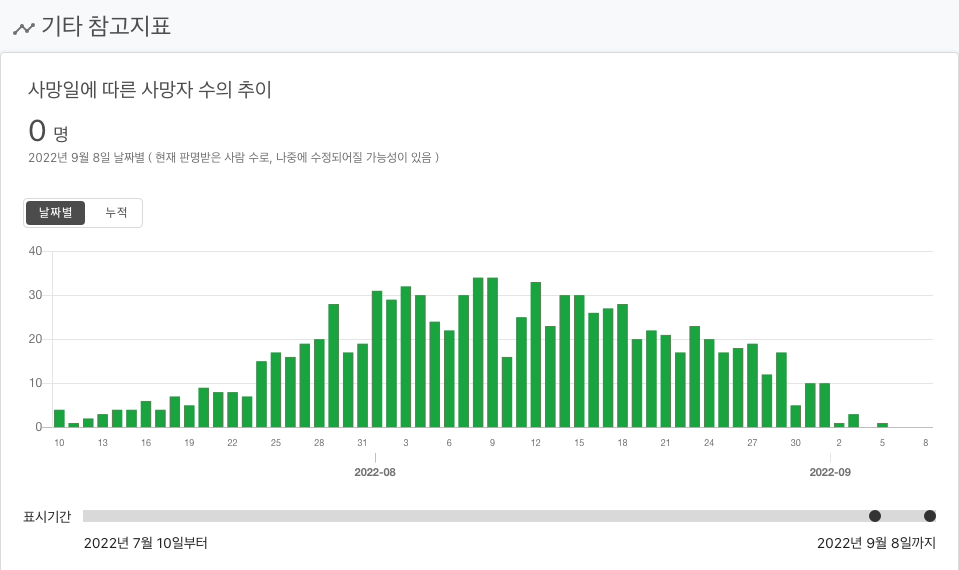 기타 참고지표
사망일에 따른 사망자 수의 추이
0 명
2022년 9월 8일 날짜별 ( 현재 판명받은 사람 수로, 나중에 수정되어질 가능성이 있음 )
날짜별 누적
40
30
20
10
0
10 13 16 19 22 25 28 31 3 6 9 12 15 18 21 24 27 30 2 5 8
2022-08 2022-09
표시기간
2022년 7월 10일부터 2022년 9월 8일까지